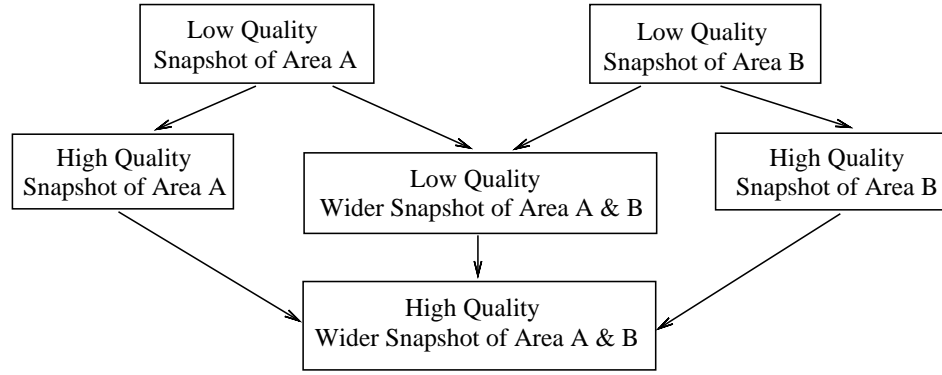 Low Quality
Snapshot of Area A
Low Quality
Snapshot of Area B
High Quality
Snapshot of Area A
Low Quality
Wider Snapshot of Area A & B
High Quality
Snapshot of Area B
High Quality
Wider Snapshot of Area A & B